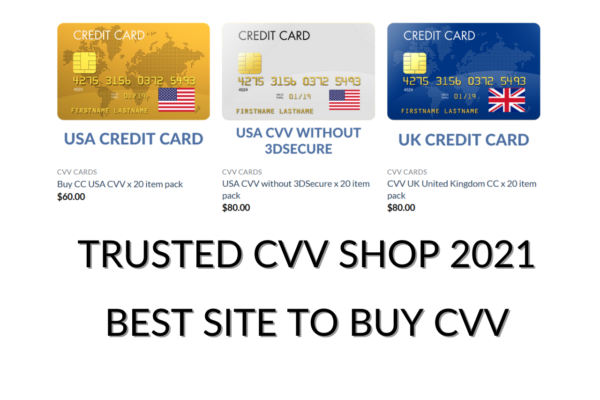 CREDIT CARD
4275 3156 0372 5493
01/19
FIRSTNAME LASTNAME
USA CREDIT CARD
CVV CARDS
Buy CC USA CVV x 20 item pack
$60.00
CREDIT CARD
4275 3156 0372 5493
01/19
FIRSTNAME LASTNAME
USA CVV WITHOUT
3DSECURE
CVV CARDS
USA CVV without 3DSecure x 20 item
pack
$80.00
CREDIT CARD
4275 3156 0372 5493
01/19
FIRSTNAME LASTNAME
UK CREDIT CARD
CVV CARDS
CVV UK United Kingdom CC x 20 item
pack
$80.00
TRUSTED CVV SHOP 2021
BEST SITE TO BUY CVV